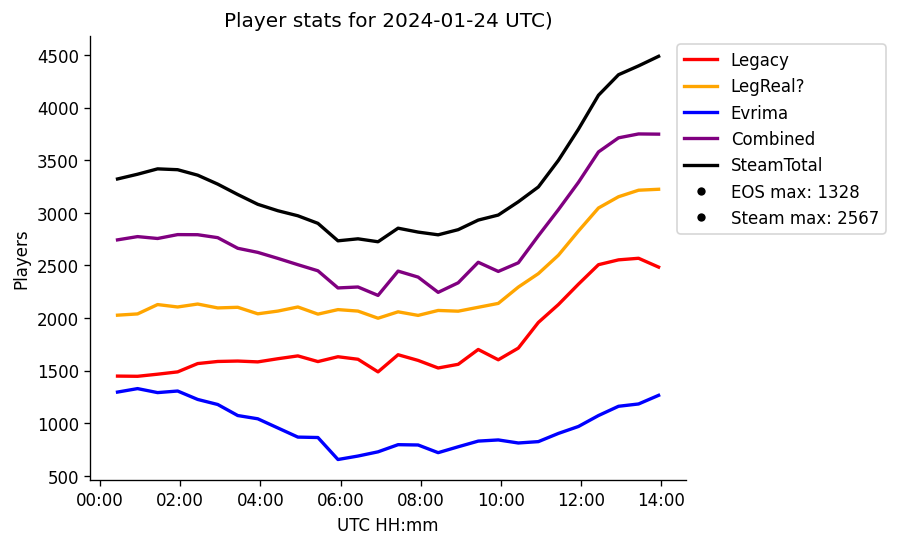 Player stats for 2024-01-24 UTC)
4500
4000
3500
3000
2500
2000
1500
1000
500
Players
00:00 02:00 04:00 06:00 08:00 10:00 12:00 14:00
UTC HH:mm
Legacy
LegReal?
Evrima
Combined
SteamTotal
EOS max: 1328
Steam max: 2567